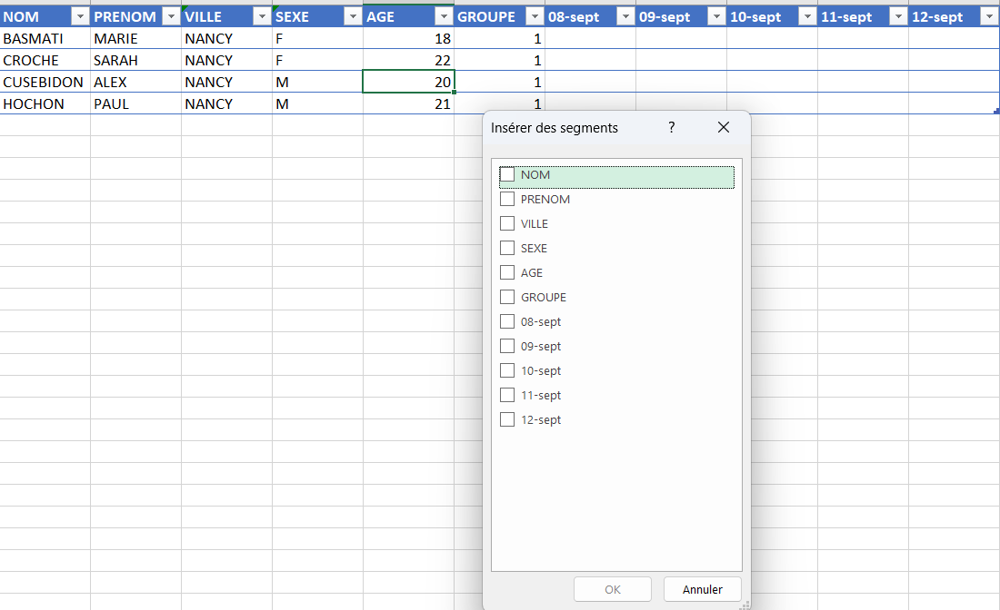 NOM PRENOM VILLE SEXE AGE GROUPE 08-sept 09-sept 10-sept 11-sept 12-sept
BASMATI MARIE NANCY F 18 1
CROCHE SARAH NANCY F 22 1
CUSEBIDON ALEX NANCY M 20 1
HOCHON PAUL NANCY M 21 1
Insérer des segments ?
NOM
PRENOM
VILLE
SEXE
AGE
GROUPE
08-sept
09-sept
10-sept
11-sept
12-sept
OK Annuler